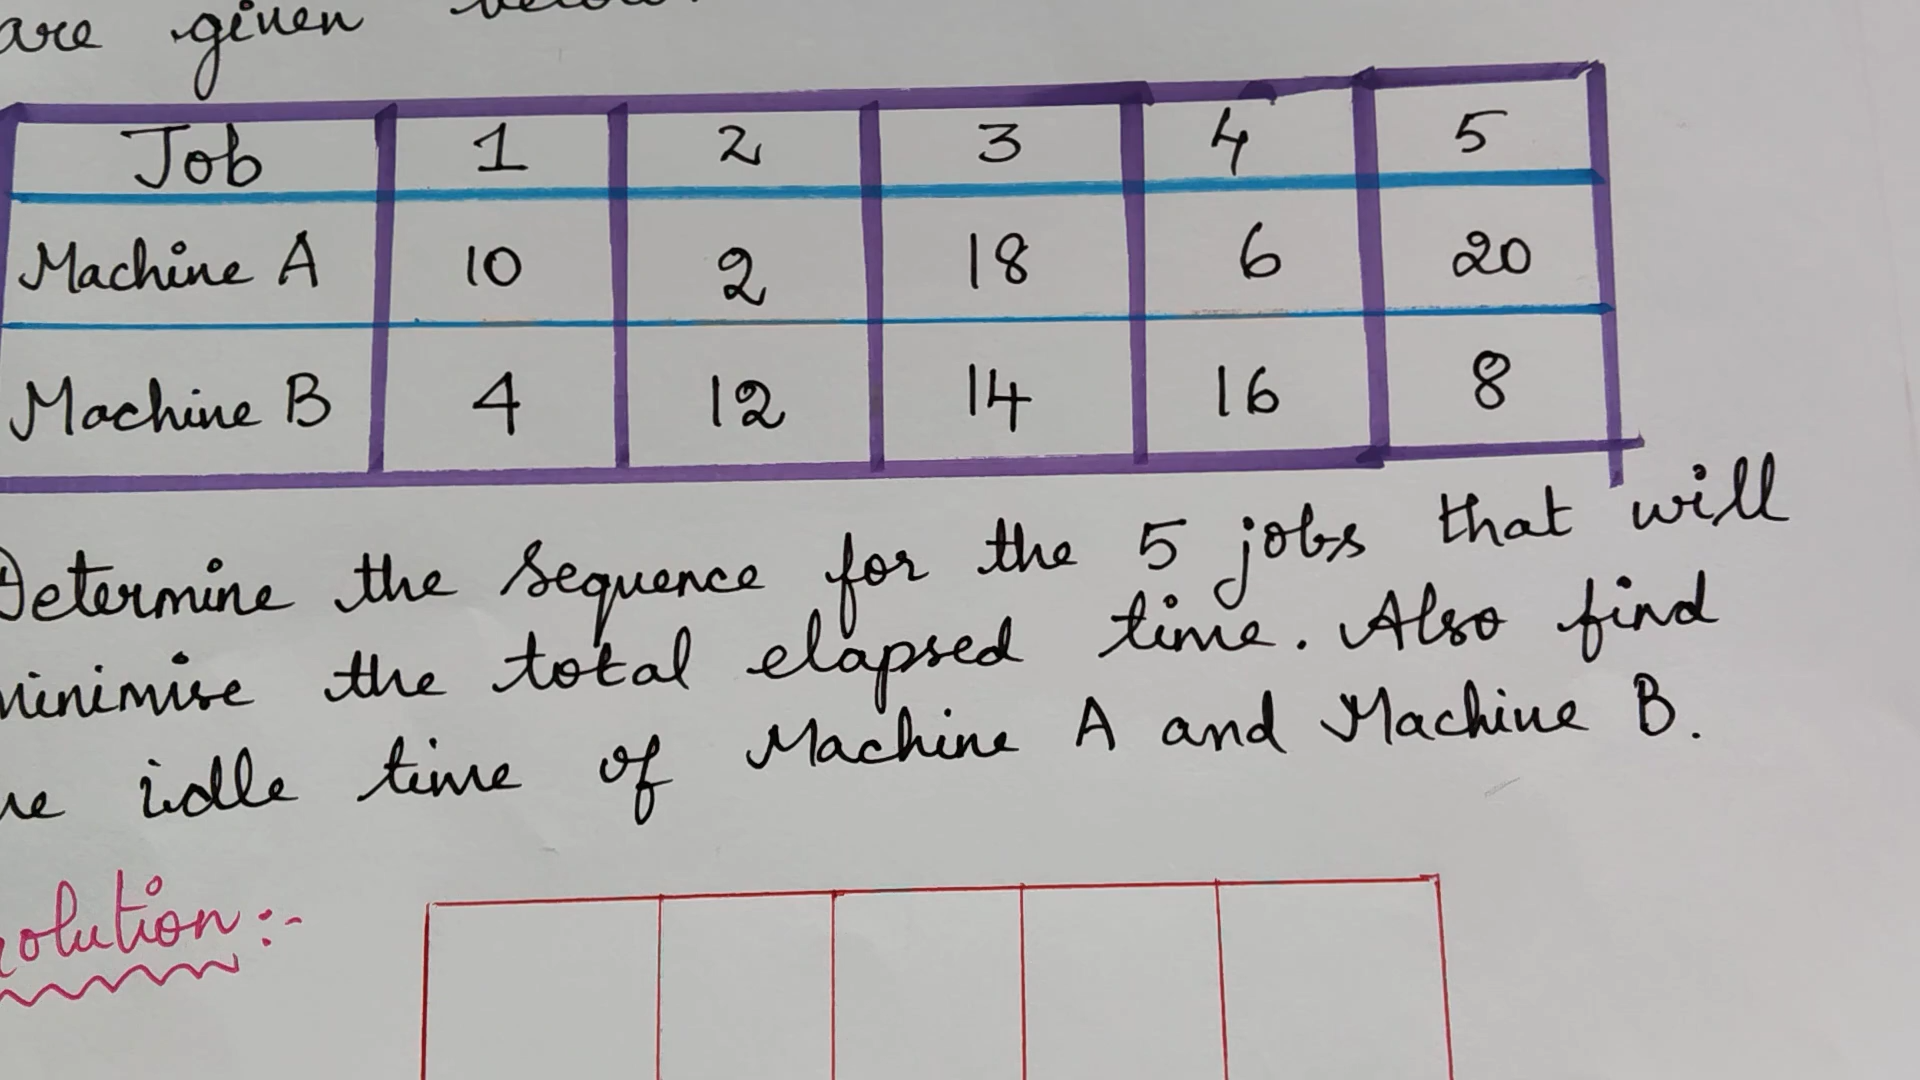 are given below.
Job 1 2 3 4 5
Machine A 10 2 18 6 20
Machine B 4 12 14 16 8
Determine the sequence for the 5 jobs that will
minimise the total elapsed time. Also find
idle time of Machine A and Machine B.
Solution:-